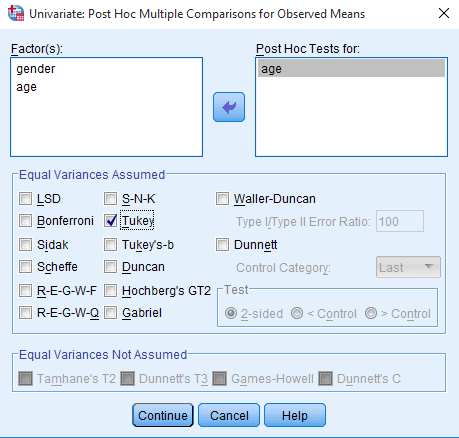 Univariate: Post Hoc Multiple Comparisons for Observed Means
Factor(s):
gender
age
Post Hoc Tests for:
age
Equal Variances Assumed
LSD
S-N-K
Waller-Duncan
Bonferroni
Tukey
Type I/Type II Error Ratio: 100
Sidak
Tukey's-b
Dunnett
Scheffe
Duncan
Control Category: Last
R-E-G-W-F
Hochberg's GT2
Test
R-E-G-W-Q
Gabriel
2-sided
< Control
> Control
Equal Variances Not Assumed
Tamhane's T2
Dunnett's T3
Games-Howell
Dunnett's C
Continue
Cancel
Help